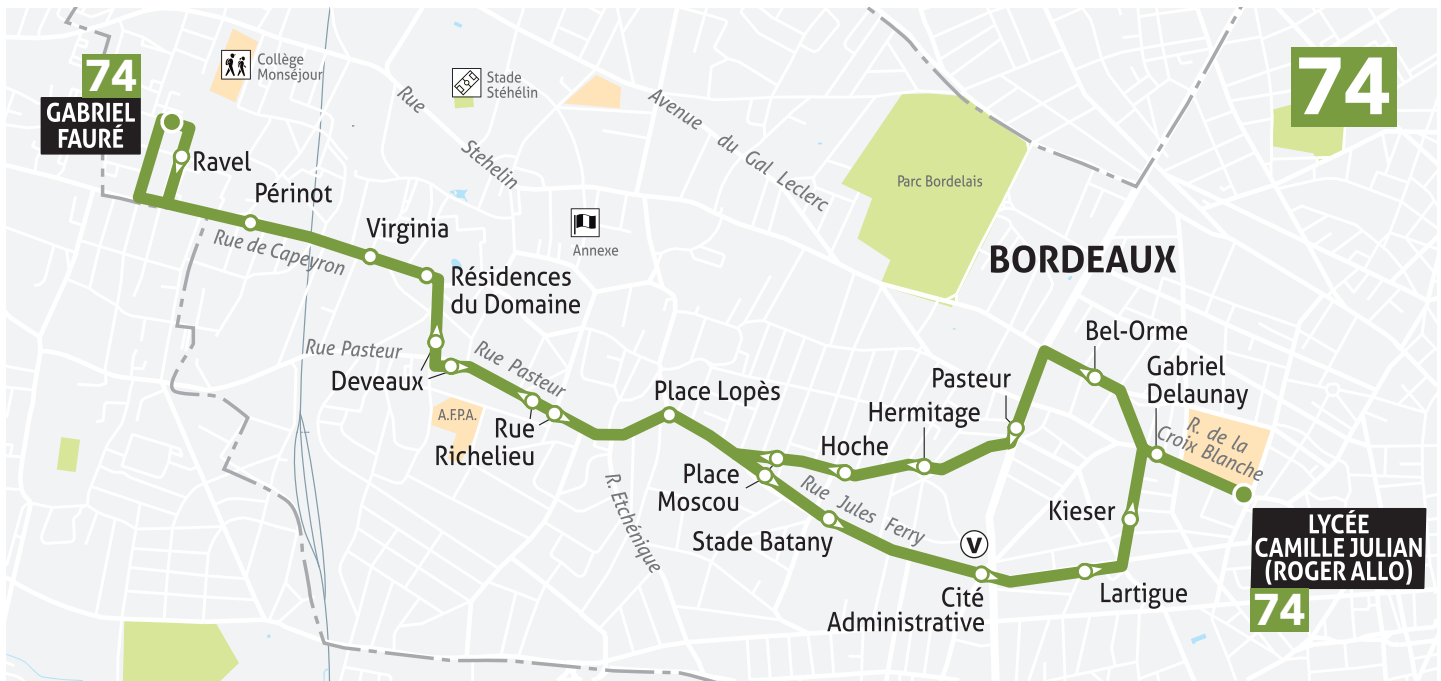 74
GABRIEL
FAURÉ
Collège
Monséjour
Stade
Stéhélin
Rue
Stehelin
Avenue du Gal Leclerc
Parc Bordelais
74
Ravel
Périnot
Virginia
Rue de Capeyron
Annexe
BORDEAUX
Résidences
du Domaine
Rue Pasteur
Deveaux
Rue Pasteur
A.F.P.A.
Rue
Richelieu
Place Lopès
R. Etchénique
Place
Moscou
Hoche
Hermitage
Pasteur
Bel-Orme
Gabriel
Delaunay
R. de la
Croix Blanche
Rue Jules Ferry
Stade Batany
V
Cité
Administrative
Lartigue
Kieser
LYCÉE
CAMILLE JULIAN
(ROGER ALLO)
74